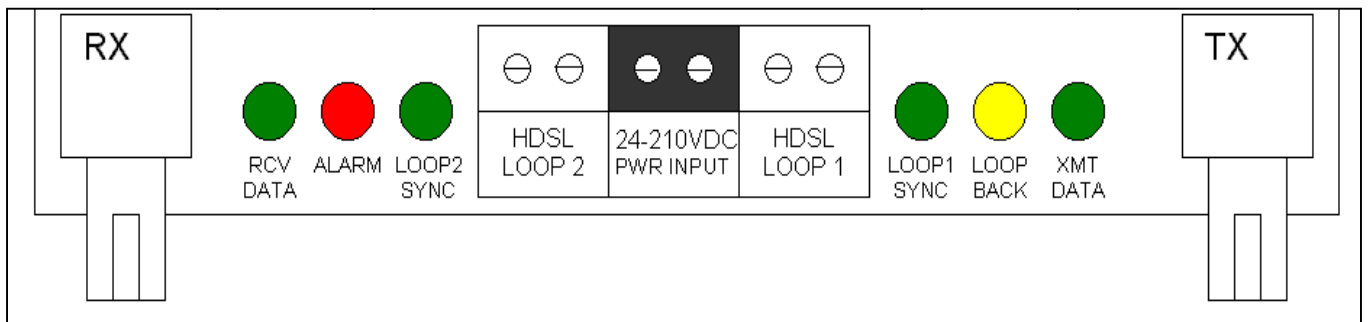 RX
TX
RCV
DATA
ALARM
LOOP2
SYNC
HDSL
LOOP 2
24-210VDC
PWR INPUT
HDSL
LOOP 1
LOOP1
SYNC
LOOP
BACK
XMT
DATA